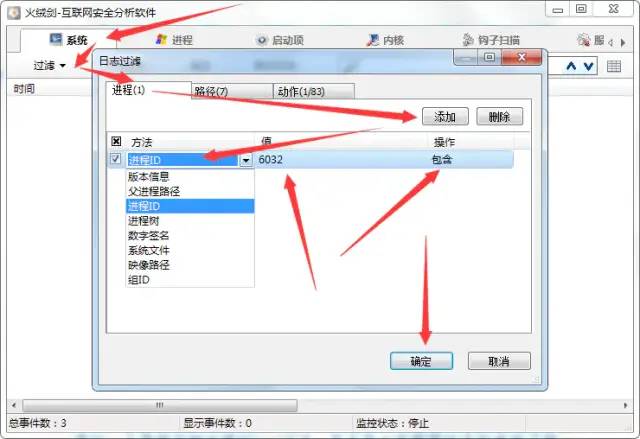 火绒剑-互联网安全分析软件
系统 进程 启动项 内核 钩子扫描 服
过滤
时间
日志过滤
进程(1) 路径(7) 动作(1/83)
添加 删除
方法 值 操作
进程ID 6032 包含
版本信息
父进程路径
进程ID
进程树
数字签名
系统文件
映像路径
组ID
确定 取消
总事件数：3 显示事件数：0 监控状态：停止